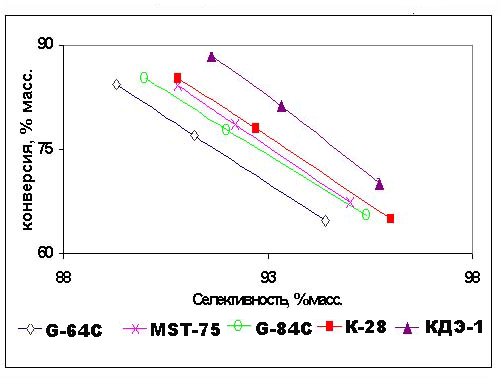 90
75
60
конверсия, % масс.
88 93 98
Селективность, %масс.
G-64C MST-75 G-84C K-28 КДЭ-1